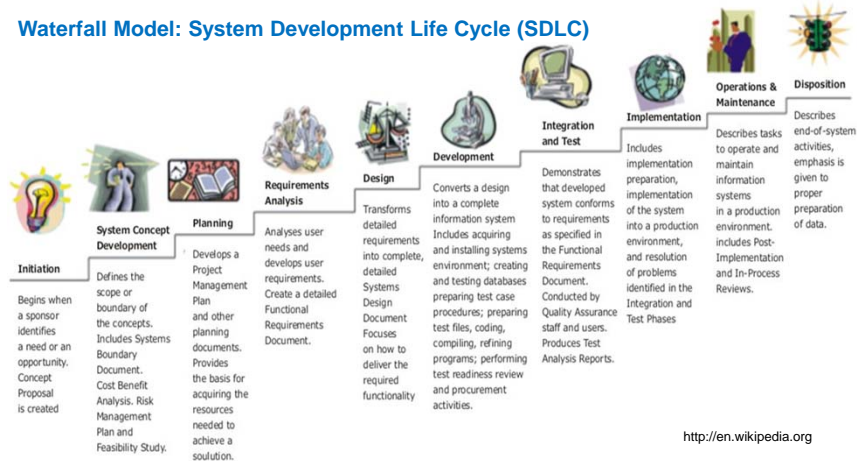 Waterfall Model: System Development Life Cycle (SDLC)
Initiation
Begins when
a sponsor
identifies
a need or an
opportunity.
Concept
Proposal
is created
System Concept
Development
Defines the
scope or
boundary of
the concepts.
Includes Systems
Boundary
Document.
Cost Benefit
Analysis. Risk
Management
Plan and
Feasibility Study.
Planning
Develops a
Project
Management
Plan
and other
planning
documents.
Provides
the basis for
acquiring the
resources
needed to
achieve a
soulution.
Requirements
Analysis
Analyses user
needs and
develops user
requirements.
Create a detailed
Functional
Requirements
Document.
Design
Transforms
detailed
requirements
into complete,
detailed
Systems
Design
Document
Focuses
on how to
deliver the
required
functionality
Development
Converts a design
into a complete
information system
Includes acquiring
and installing systems
environment; creating
and testing databases
preparing test case
procedures; preparing
test files, coding,
compiling, refining
programs; performing
test readiness review
and procurement
activities.
Integration
and Test
Demonstrates
that developed
system conforms
to requirements
as specified in
the Functional
Requirements
Document.
Conducted by
Quality Assurance
staff and users.
Produces Test
Analysis Reports.
Implementation
Includes
implementation
preparation,
implementation
of the system
into a production
environment,
and resolution
of problems
identified in the
Integration and
Test Phases
Operations &
Maintenance
Describes tasks
to operate and
maintain
information
systems
in a production
environment.
includes Post-
Implementation
and In-Process
Reviews.
Disposition
Describes
end-of-system
activities,
emphasis is
given to
proper
preparation
of data.
http://en.wikipedia.org